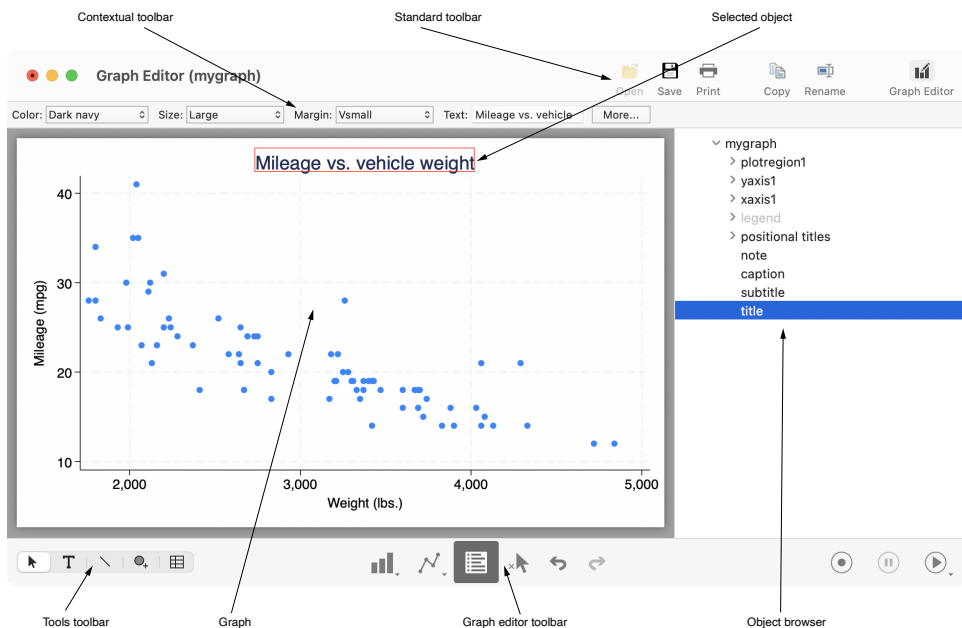 Contextual toolbar
Standard toolbar
Selected object
Graph Editor (mygraph)
Open
Save
Print
Copy
Rename
Graph Editor
Color: Dark navy
Size: Large
Margin: Vsmall
Text: Mileage vs. vehicle
More...
Mileage vs. vehicle weight
40
30
20
10
Mileage (mpg)
2,000
3,000
4,000
5,000
Weight (lbs.)
mygraph
plotregion1
yaxis1
xaxis1
legend
positional titles
note
caption
subtitle
title
T
Tools toolbar
Graph
Graph editor toolbar
Object browser